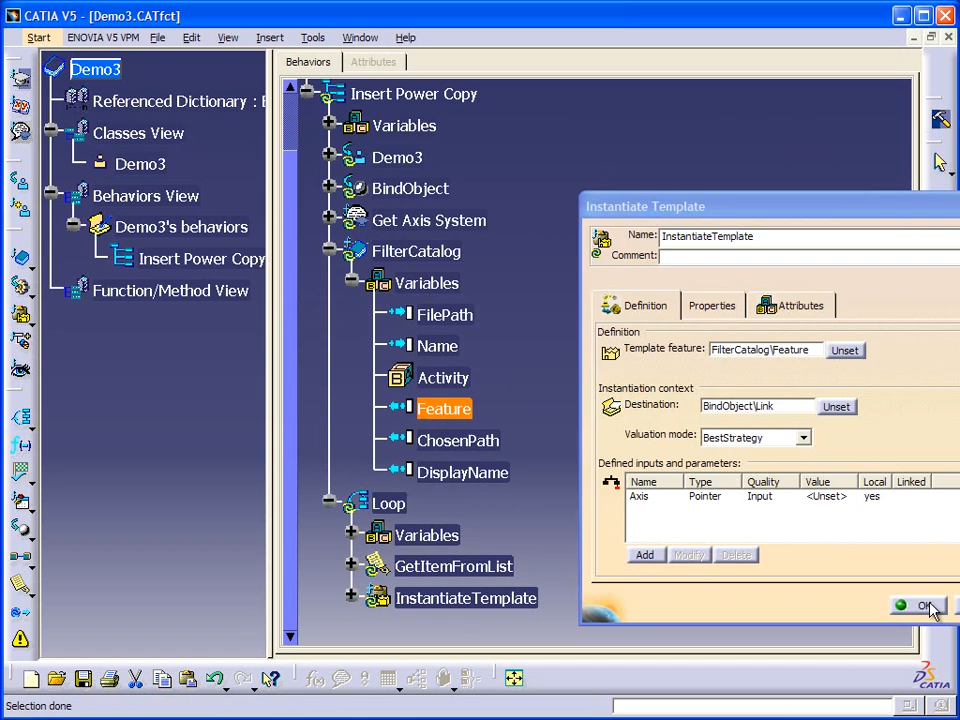 CATIA V5 - [Demo3.CATfct]
Start ENOVIA V5 VPM File Edit View Insert Tools Window Help
Demo3
Referenced Dictionary :
Classes View
Demo3
Behaviors View
Demo3's behaviors
Insert Power Copy
Function/Method View
Behaviors Attributes
Insert Power Copy
Variables
Demo3
BindObject
Get Axis System
FilterCatalog
Variables
FilePath
Name
Activity
Feature
ChosenPath
DisplayName
Loop
Variables
GetItemFromList
InstantiateTemplate
Instantiate Template
Name: InstantiateTemplate
Comment:
Definition Properties Attributes
Definition
Template feature: FilterCatalog\Feature Unset
Instantiation context
Destination: BindObject\Link Unset
Valuation mode: BestStrategy
Defined inputs and parameters:
Name Type Quality Value Local Linked
Axis Pointer Input <Unset> yes
Add Modify Delete
OK
CATIA
Selection done